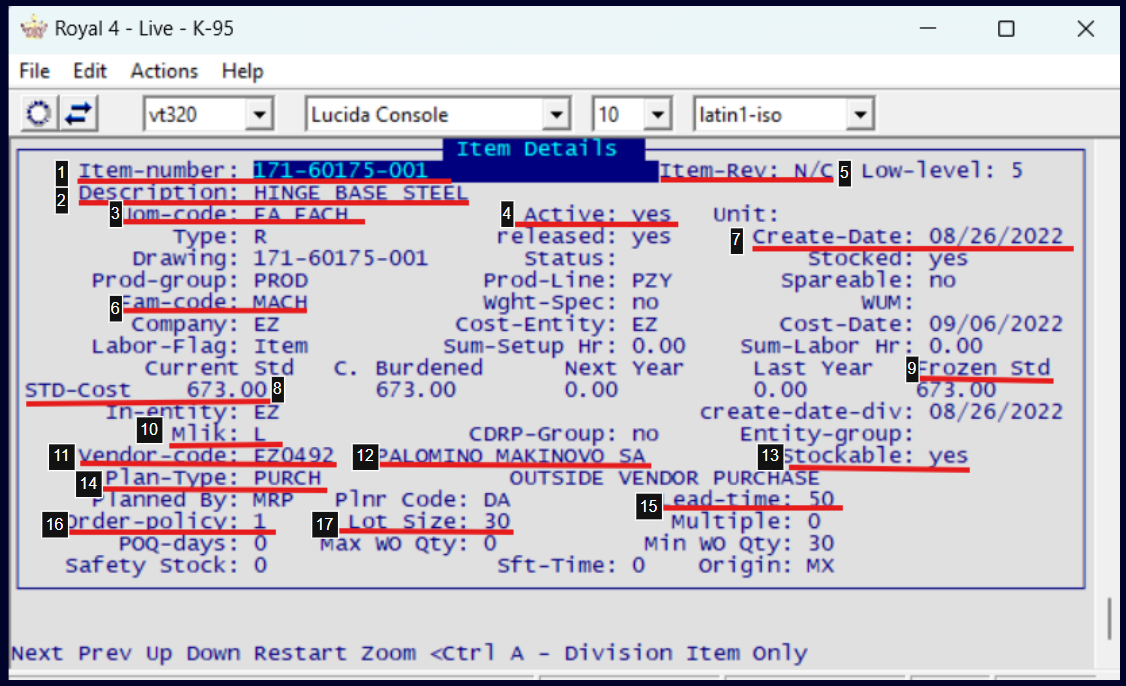 Royal 4 - Live - K-95
File Edit Actions Help
vt320 Lucida Console 10 latin1-iso
Item Details
1 Item-number: 171-60175-001 Item-Rev: N/C 5 Low-level: 5
2 Description: HINGE BASE STEEL
3 Uom-code: EA EACH 4 Active: yes Unit:
Type: R released: yes 7 Create-Date: 08/26/2022
Drawing: 171-60175-001 Status: Stocked: yes
Prod-group: PROD Prod-Line: PZY Spareable: no
6 Fam-code: MACH Wght-Spec: no WUM:
Company: EZ Cost-Entity: EZ Cost-Date: 09/06/2022
Labor-Flag: Item Sum-Setup Hr: 0.00 Sum-Labor Hr: 0.00
Current Std C. Burdened Next Year Last Year 9 Frozen Std
STD-Cost 673.00 8 673.00 0.00 0.00 673.00
In-entity: EZ create-date-div: 08/26/2022
10 Mlik: L CDRP-Group: no Entity-group:
11 Vendor-code: EZ0492 12 PALOMINO MAKINOVO SA 13 Stockable: yes
14 Plan-Type: PURCH OUTSIDE VENDOR PURCHASE
Planned By: MRP Plnr Code: DA 15 Lead-time: 50
16 Order-policy: 1 17 Lot Size: 30 Multiple: 0
POQ-days: 0 Max WO Qty: 0 Min WO Qty: 30
Safety Stock: 0 Sft-Time: 0 Origin: MX
Next Prev Up Down Restart Zoom <Ctrl A - Division Item Only